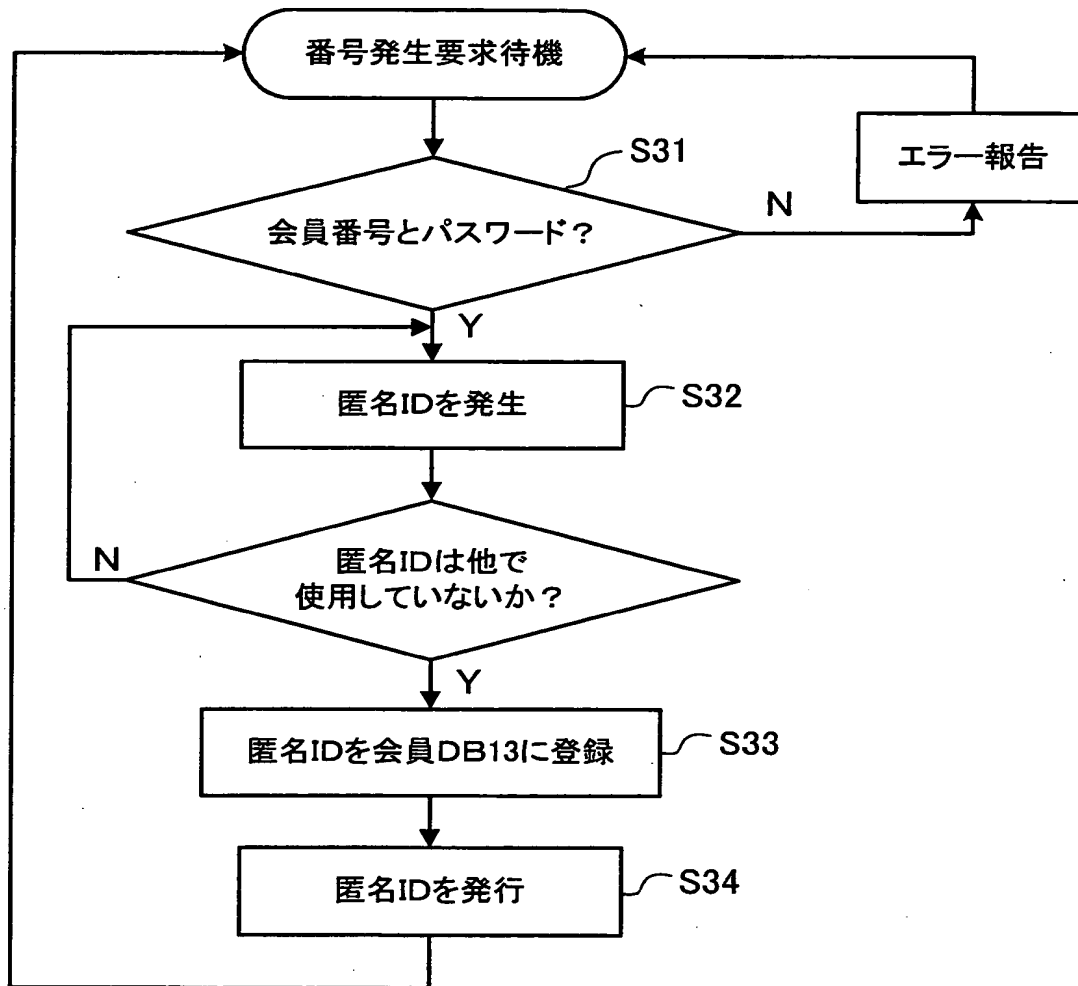 番号発生要求待機
エラー報告
S31
会員番号とパスワード?
N
Y
匿名IDを発生
S32
匿名IDは他で
使用していないか?
N
Y
匿名IDを会員DB13に登録
S33
匿名IDを発行
S34